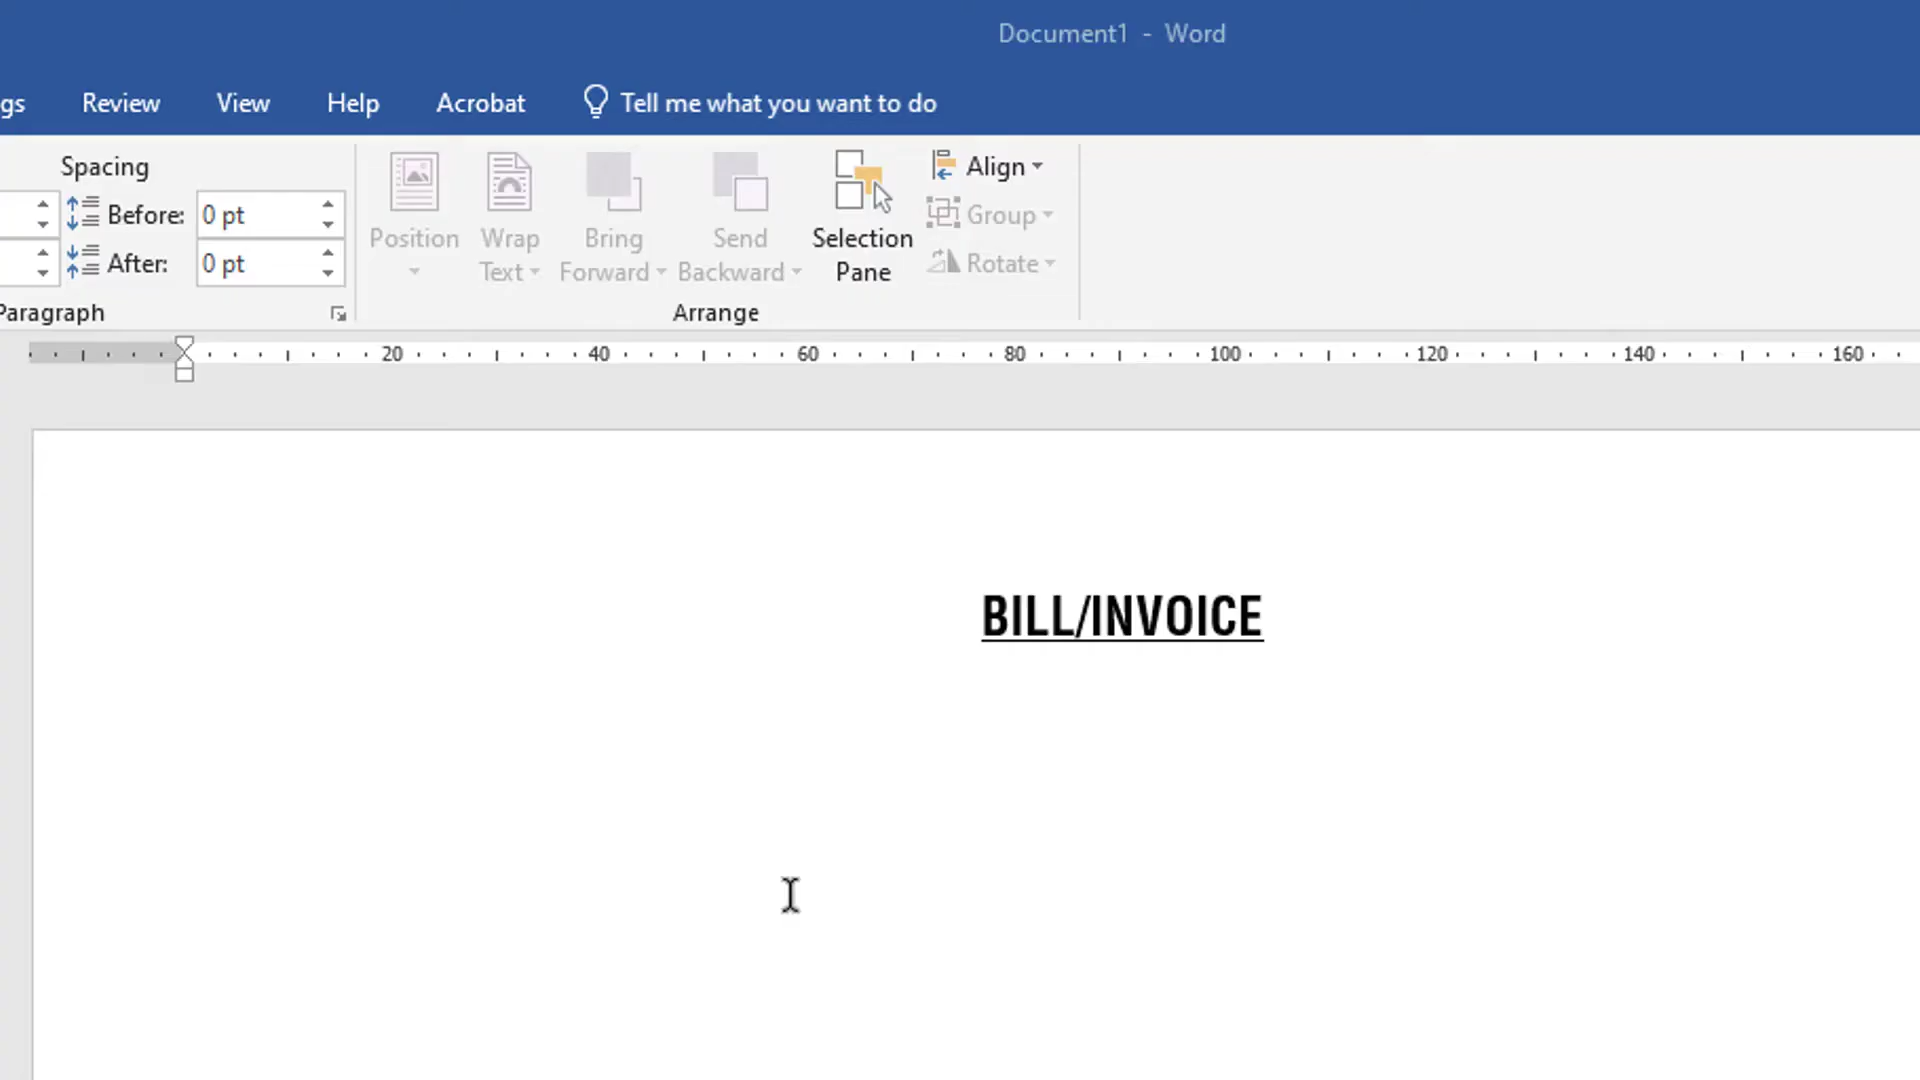 Document1 - Word
gs Review View Help Acrobat Tell me what you want to do
Spacing
Before: 0 pt
After: 0 pt
Paragraph
Position
Wrap Text
Bring Forward
Send Backward
Selection Pane
Align
Group
Rotate
Arrange
20 40 60 80 100 120 140 160
BILL/INVOICE